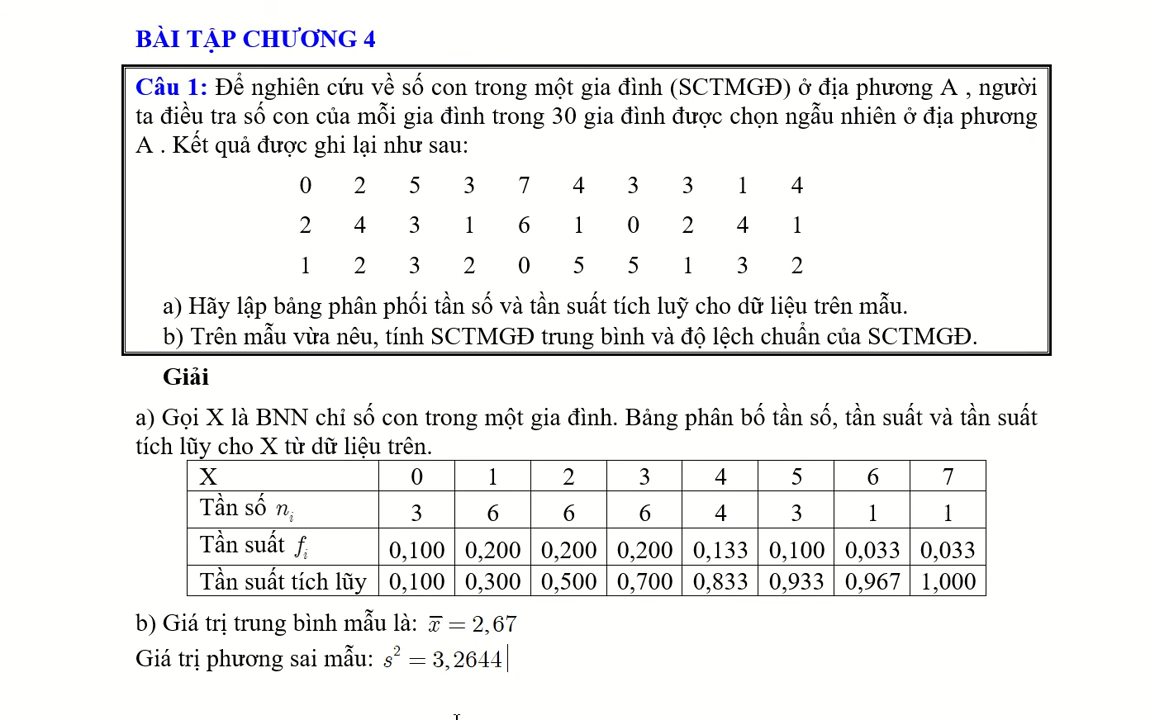 BÀI TẬP CHƯƠNG 4
Câu 1: Để nghiên cứu về số con trong một gia đình (SCTMGĐ) ở địa phương A , người
ta điều tra số con của mỗi gia đình trong 30 gia đình được chọn ngẫu nhiên ở địa phương
A . Kết quả được ghi lại như sau:
0 2 5 3 7 4 3 3 1 4
2 4 3 1 6 1 0 2 4 1
1 2 3 2 0 5 5 1 3 2
a) Hãy lập bảng phân phối tần số và tần suất tích luỹ cho dữ liệu trên mẫu.
b) Trên mẫu vừa nêu, tính SCTMGĐ trung bình và độ lệch chuẩn của SCTMGĐ.
Giải
a) Gọi X là BNN chỉ số con trong một gia đình. Bảng phân bố tần số, tần suất và tần suất
tích lũy cho X từ dữ liệu trên.
X 0 1 2 3 4 5 6 7
Tần số nᵢ 3 6 6 6 4 3 1 1
Tần suất fᵢ 0,100 0,200 0,200 0,200 0,133 0,100 0,033 0,033
Tần suất tích lũy 0,100 0,300 0,500 0,700 0,833 0,933 0,967 1,000
b) Giá trị trung bình mẫu là: x̅ = 2,67
Giá trị phương sai mẫu: s² = 3,2644